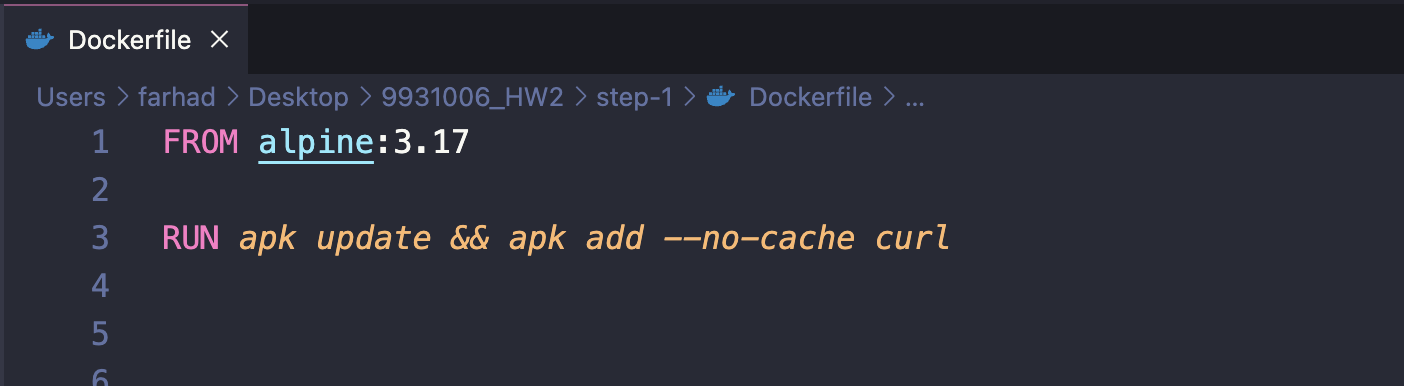 Dockerfile ×
Users > farhad > Desktop > 9931006_HW2 > step-1 > Dockerfile > ...
1 FROM alpine:3.17
2
3 RUN apk update && apk add --no-cache curl
4
5
6